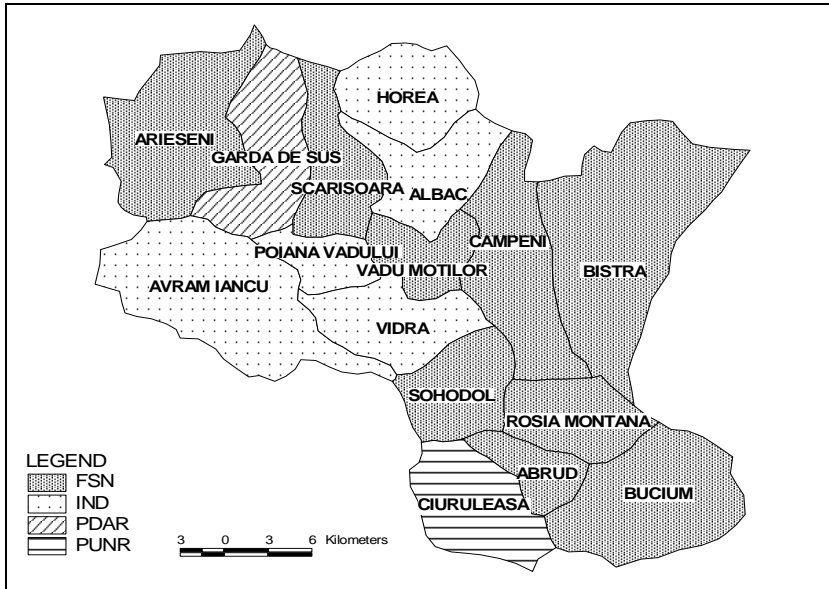 HOREA
ARIESENI
GARDA DE SUS
SCARISOARA
ALBAC
CAMPENI
POIANA VADULUI
VADU MOTILOR
BISTRA
AVRAM IANCU
VIDRA
SOHODOL
ROSIA MONTANA
ABRUD
BUCIUM
CIURULEASA
LEGEND
FSN
IND
PDAR
PUNR
3 0 3 6 Kilometers